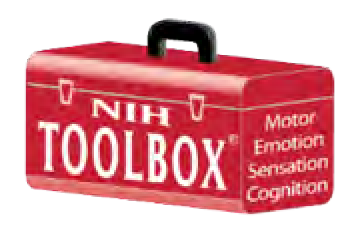 NIH
TOOLBOX®
Motor
Emotion
Sensation
Cognition